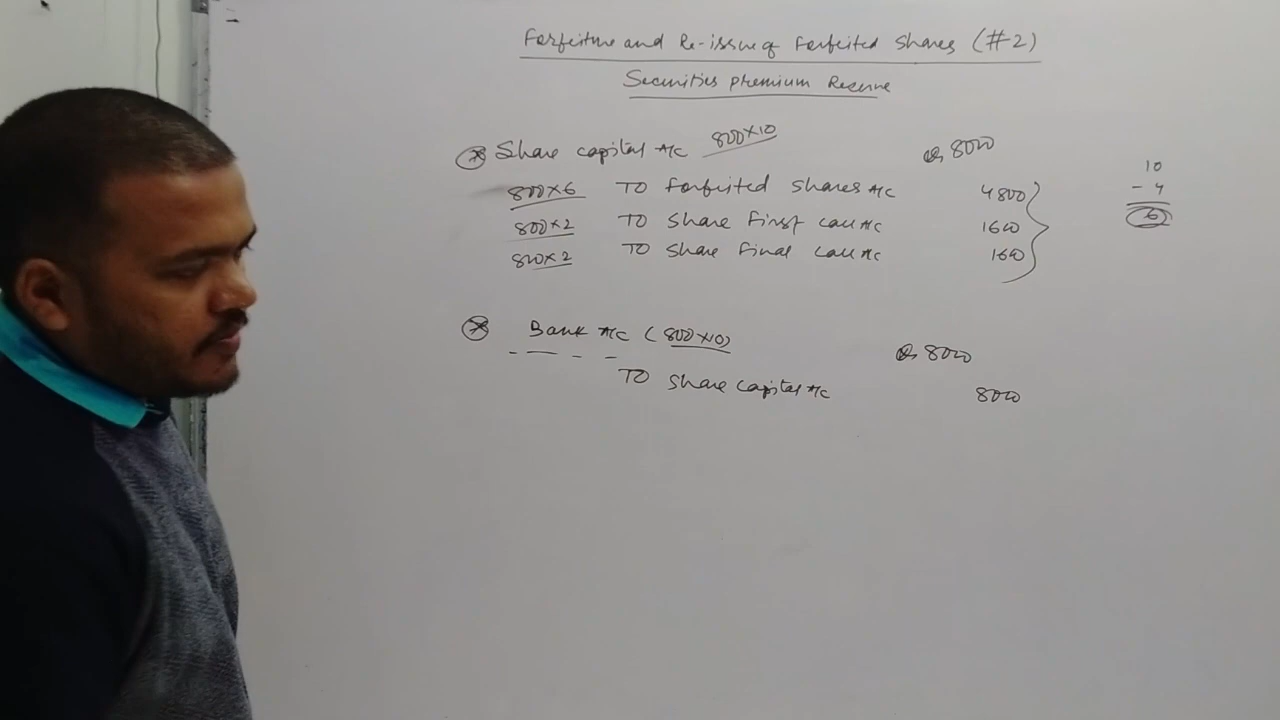 Forfeiture and Re-issue of Forfeited Shares (#2)
Securities premium Reserve
* Share capital A/C 800×10 Dr 8000
800×6 TO forfeited shares A/C 4800
800×2 TO share first call A/C 1600
800×2 TO share final call A/C 1600
10
- 4
6
* Bank A/C (800×10) Dr 8000
TO share capital A/C 8000